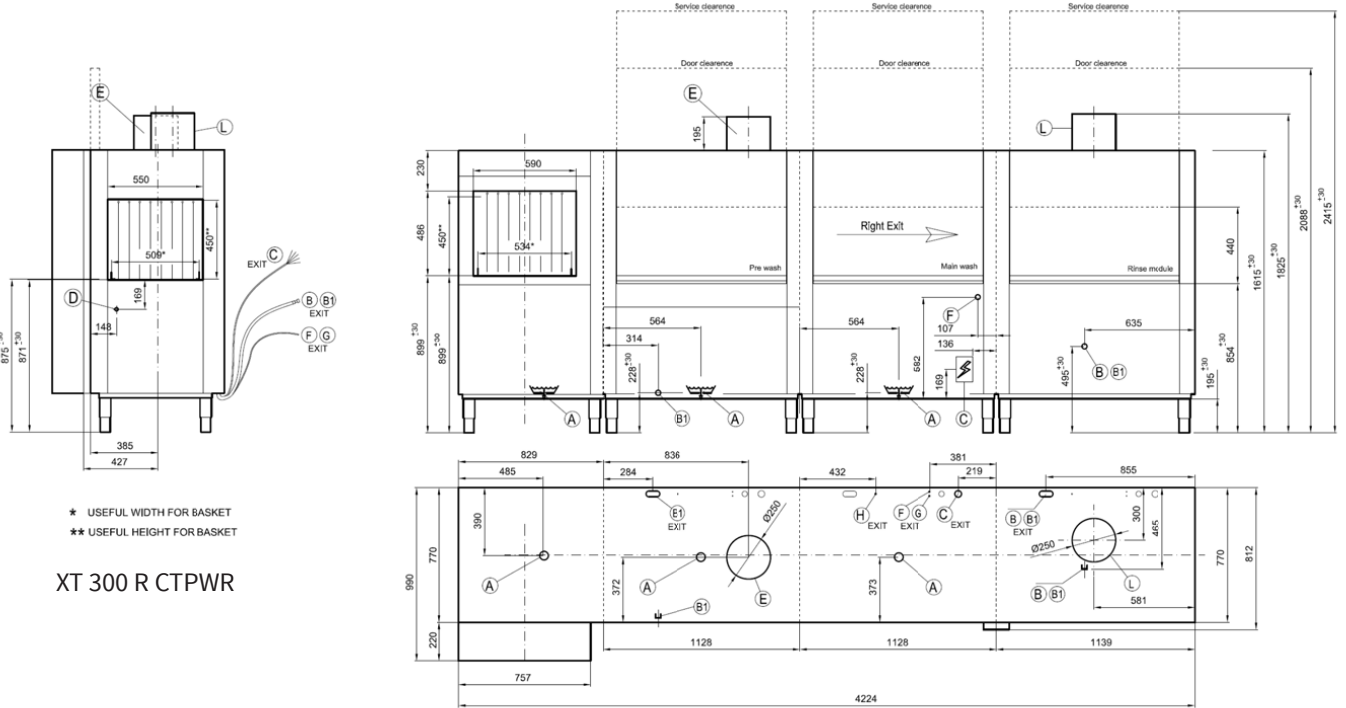 Service clearence
Service clearence
Service clearence
Door clearence
Door clearence
Door clearence
E
L
E
L
195
230
590
550
486
450**
534*
509*
450**
Right Exit
440
Pre wash
Main wash
Rinse module
2415 ±30
2088 ±30
1825 ±30
1615 ±30
EXIT
C
D
169
148
B
B1
EXIT
F
G
EXIT
875 ±30
871 ±30
899 ±30
899 ±30
564
314
228 ±30
564
228 ±30
582
F
107
136
169
635
495 ±30
B
B1
195 ±30
854 ±30
A
B1
A
A
C
385
427
829
836
381
485
284
432
219
855
* USEFUL WIDTH FOR BASKET
** USEFUL HEIGHT FOR BASKET
XT 300 R CTPWR
990
770
390
EXIT
Ø250
H
EXIT
F
G
EXIT
C
EXIT
B
B1
EXIT
Ø250
300
465
770
812
A
A
372
E
373
A
B
B1
L
B1
581
220
1128
1128
1139
757
4224